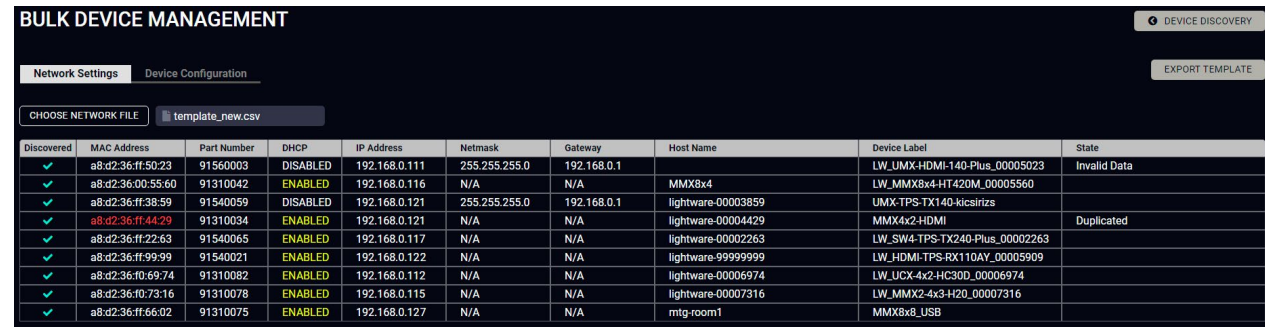 BULK DEVICE MANAGEMENT
DEVICE DISCOVERY
Network Settings Device Configuration
EXPORT TEMPLATE
CHOOSE NETWORK FILE template_new.csv
Discovered MAC Address Part Number DHCP IP Address Netmask Gateway Host Name Device Label State
a8:d2:36:ff:50:23 91560003 DISABLED 192.168.0.111 255.255.255.0 192.168.0.1 LW_UMX-HDMI-140-Plus_00005023 Invalid Data
a8:d2:36:00:55:60 91310042 ENABLED 192.168.0.116 N/A N/A MMX8x4 LW_MMX8x4-HT420M_00005560
a8:d2:36:ff:38:59 91540059 DISABLED 192.168.0.121 255.255.255.0 192.168.0.1 lightware-00003859 UMX-TPS-TX140-kicsirizs
a8:d2:36:ff:44:29 91310034 ENABLED 192.168.0.121 N/A N/A lightware-00004429 MMX4x2-HDMI Duplicated
a8:d2:36:ff:22:63 91540065 ENABLED 192.168.0.117 N/A N/A lightware-00002263 LW_SW4-TPS-TX240-Plus_00002263
a8:d2:36:ff:99:99 91540021 ENABLED 192.168.0.122 N/A N/A lightware-99999999 LW_HDMI-TPS-RX110AY_00005909
a8:d2:36:f0:69:74 91310082 ENABLED 192.168.0.112 N/A N/A lightware-00006974 LW_UCX-4x2-HC30D_00006974
a8:d2:36:f0:73:16 91310078 ENABLED 192.168.0.115 N/A N/A lightware-00007316 LW_MMX2-4x3-H20_00007316
a8:d2:36:ff:66:02 91310075 ENABLED 192.168.0.127 N/A N/A mtg-room1 MMX8x8_USB